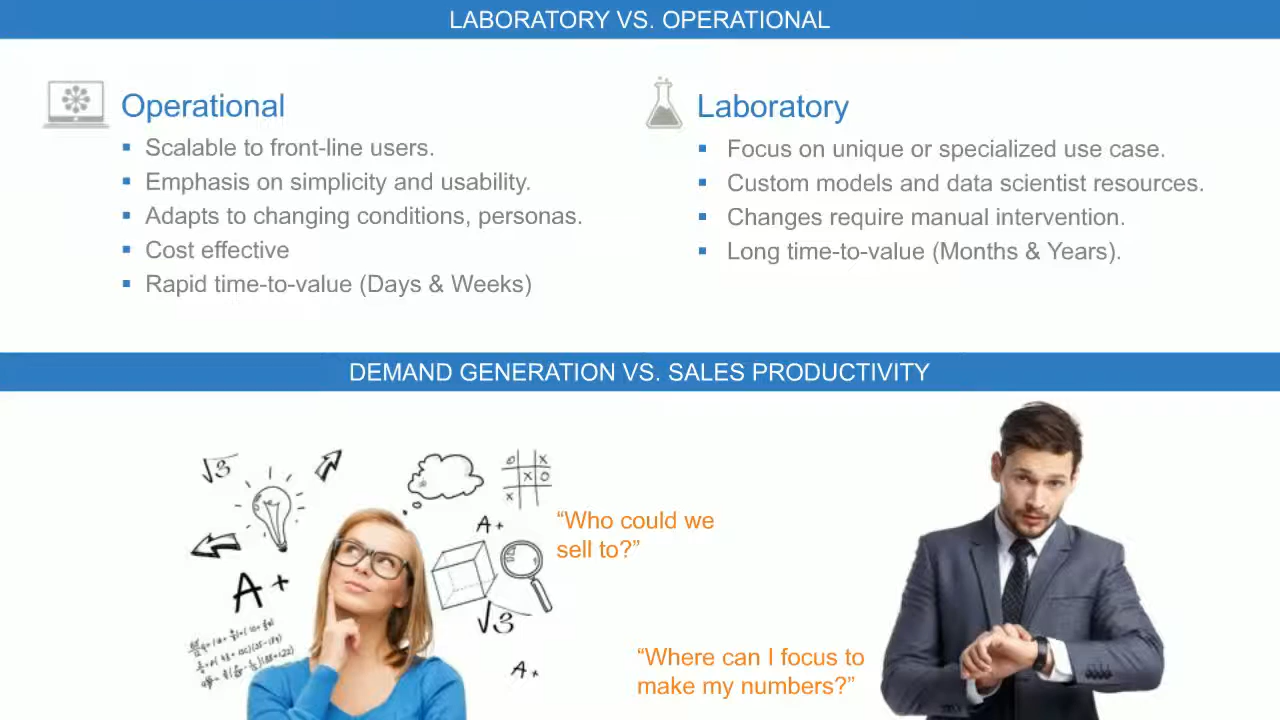 LABORATORY VS. OPERATIONAL
Operational
▪ Scalable to front-line users.
▪ Emphasis on simplicity and usability.
▪ Adapts to changing conditions, personas.
▪ Cost effective
▪ Rapid time-to-value (Days & Weeks)
Laboratory
▪ Focus on unique or specialized use case.
▪ Custom models and data scientist resources.
▪ Changes require manual intervention.
▪ Long time-to-value (Months & Years).
DEMAND GENERATION VS. SALES PRODUCTIVITY
√3
o x
x o
x
A+
“Who could we
sell to?”
A+
√3
A+
“Where can I focus to
make my numbers?”